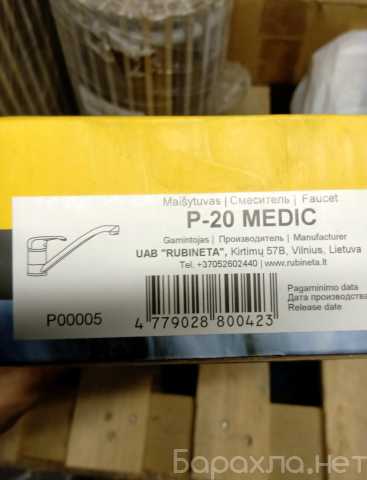 Maišytuvas | Смеситель | Faucet
P-20 MEDIC
Gamintojas | Производитель | Manufacturer
UAB "RUBINETA", Kirtimų 57B, Vilnius, Lietuva
Tel. +37052602440 | www.rubineta.lt
Pagaminimo data
Дата производства
Release date
P00005
4 779028 800423
Барахла.нет